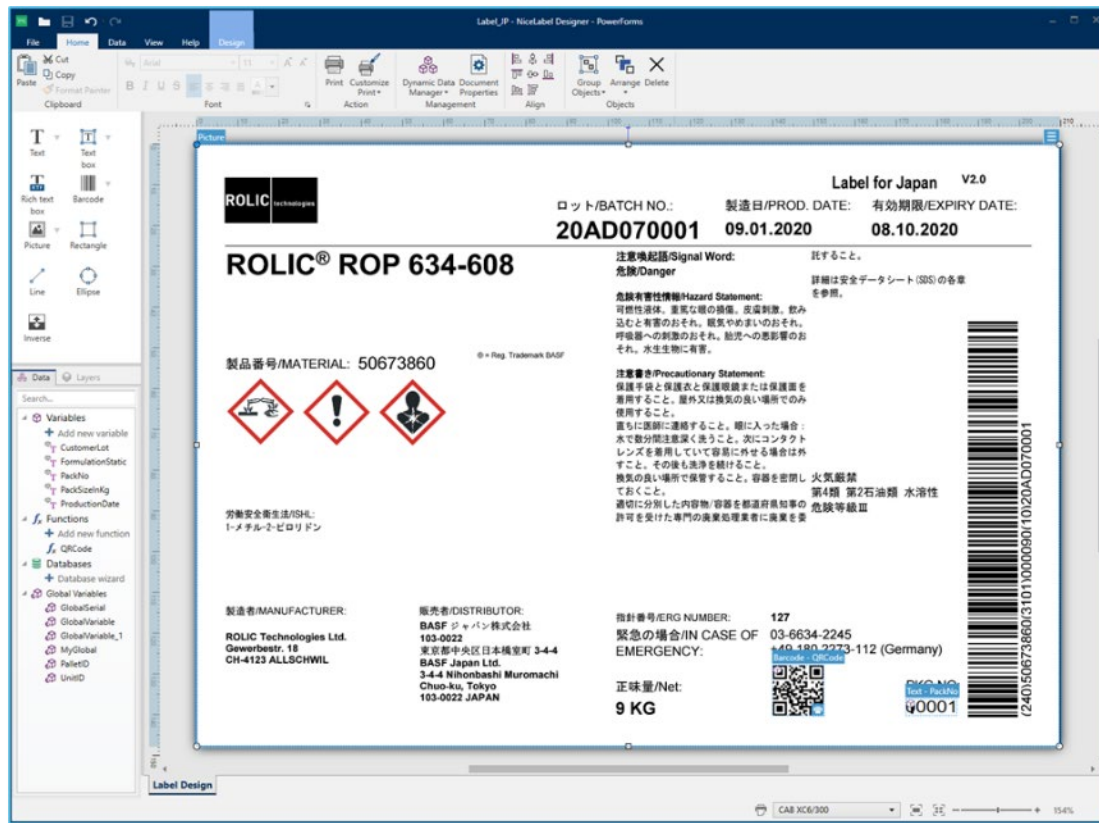 Label_JP - NiceLabel Designer - PowerForms
File Home Data View Help Design
Paste
Cut
Copy
Format Painter
Clipboard
Arial 11
B I U S
Font
Print
Customize Print
Action
Dynamic Data Manager
Document Properties
Management
Align
Group Objects
Arrange
Delete
Objects
Text
Text box
Rich text box
Barcode
Picture
Rectangle
Line
Ellipse
Inverse
Data Layers
Search...
Variables
Add new variable
CustomerLot
FormulationStatic
PackNo
PackSizeInKg
ProductionDate
Functions
Add new function
QRCode
Databases
Database wizard
Global Variables
GlobalSerial
GlobalVariable
GlobalVariable_1
MyGlobal
PalletID
UnitID
Picture
ROLIC technologies
Label for Japan V2.0
ロット/BATCH NO.:
20AD070001
製造日/PROD. DATE:
09.01.2020
有効期限/EXPIRY DATE:
08.10.2020
ROLIC® ROP 634-608
製品番号/MATERIAL: 50673860
® = Reg. Trademark BASF
労働安全衛生法/ISHL:
1-メチル-2-ピロリドン
注意喚起語/Signal Word:
危険/Danger
危険有害性情報/Hazard Statement:
可燃性液体。重篤な眼の損傷。皮膚刺激。飲み
込むと有害のおそれ。眠気やめまいのおそれ。
呼吸器への刺激のおそれ。胎児への悪影響のお
それ。水生生物に有害。
注意書き/Precautionary Statement:
保護手袋と保護衣と保護眼鏡または保護面を
着用すること。屋外又は換気の良い場所でのみ
使用すること。
直ちに医師に連絡すること。眼に入った場合:
水で数分間注意深く洗うこと。次にコンタクト
レンズを着用していて容易に外せる場合は外
すこと。その後も洗浄を続けること。
換気の良い場所で保管すること。容器を密閉し
ておくこと。
適切に分別した内容物/容器を都道府県知事の
許可を受けた専門の廃棄処理業者に廃棄を委
託すること。
詳細は安全データシート(SDS)の各章
を参照。
火気厳禁
第4類 第2石油類 水溶性
危険等級Ⅲ
(240)50673860(3101)000090(10)20AD070001
製造者/MANUFACTURER:
ROLIC Technologies Ltd.
Gewerbestr. 18
CH-4123 ALLSCHWIL
販売者/DISTRIBUTOR:
BASF ジャパン株式会社
103-0022
東京都中央区日本橋室町 3-4-4
BASF Japan Ltd.
3-4-4 Nihonbashi Muromachi
Chuo-ku, Tokyo
103-0022 JAPAN
指針番号/ERG NUMBER: 127
緊急の場合/IN CASE OF EMERGENCY:
03-6634-2245
+49 180 2273-112 (Germany)
Barcode - QRCode
正味量/Net:
9 KG
Text - PackNo
0001
Label Design
CAB XC6/300
154%